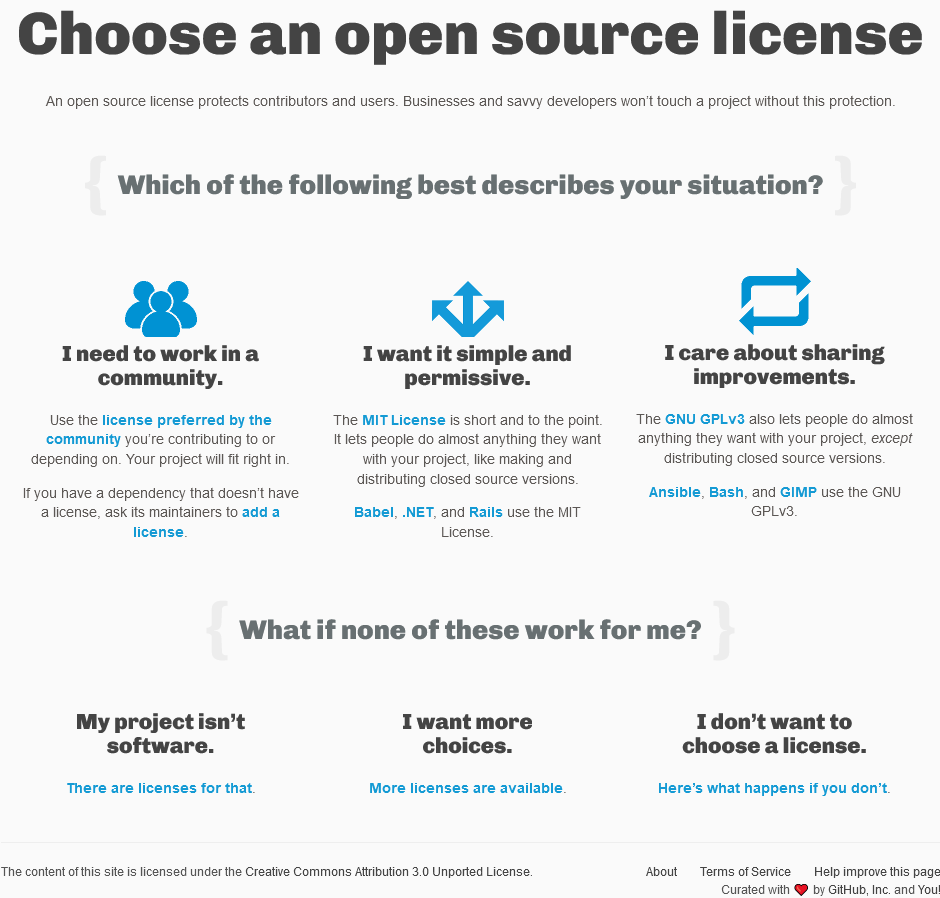 Choose an open source license
An open source license protects contributors and users. Businesses and savvy developers won’t touch a project without this protection.
{ Which of the following best describes your situation? }
I need to work in a
community.
Use the license preferred by the
community you’re contributing to or
depending on. Your project will fit right in.
If you have a dependency that doesn’t have
a license, ask its maintainers to add a
license.
I want it simple and
permissive.
The MIT License is short and to the point.
It lets people do almost anything they want
with your project, like making and
distributing closed source versions.
Babel, .NET, and Rails use the MIT
License.
I care about sharing
improvements.
The GNU GPLv3 also lets people do almost
anything they want with your project, except
distributing closed source versions.
Ansible, Bash, and GIMP use the GNU
GPLv3.
{ What if none of these work for me? }
My project isn’t
software.
There are licenses for that.
I want more
choices.
More licenses are available.
I don’t want to
choose a license.
Here’s what happens if you don’t.
The content of this site is licensed under the Creative Commons Attribution 3.0 Unported License.
About Terms of Service Help improve this page
Curated with ❤ by GitHub, Inc. and You!